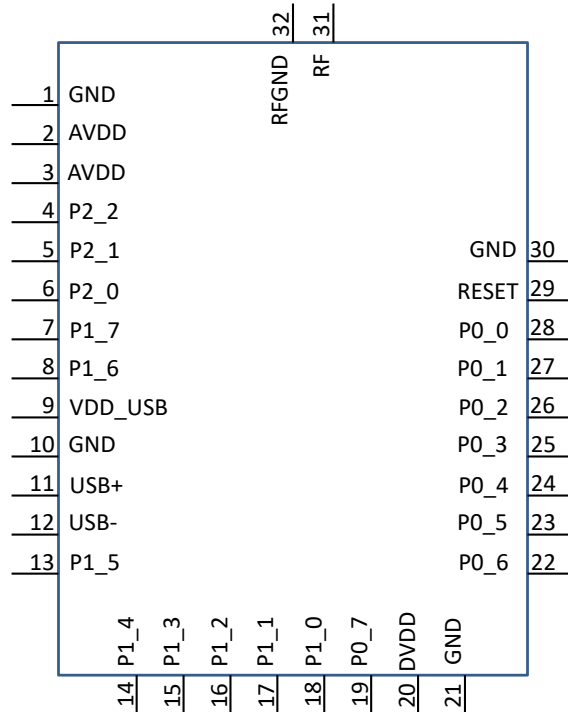 32
31
RFGND
RF
1 GND
2 AVDD
3 AVDD
4 P2_2
5 P2_1
6 P2_0
7 P1_7
8 P1_6
9 VDD_USB
10 GND
11 USB+
12 USB-
13 P1_5
GND 30
RESET 29
P0_0 28
P0_1 27
P0_2 26
P0_3 25
P0_4 24
P0_5 23
P0_6 22
P1_4
P1_3
P1_2
P1_1
P1_0
P0_7
DVDD
GND
14
15
16
17
18
19
20
21